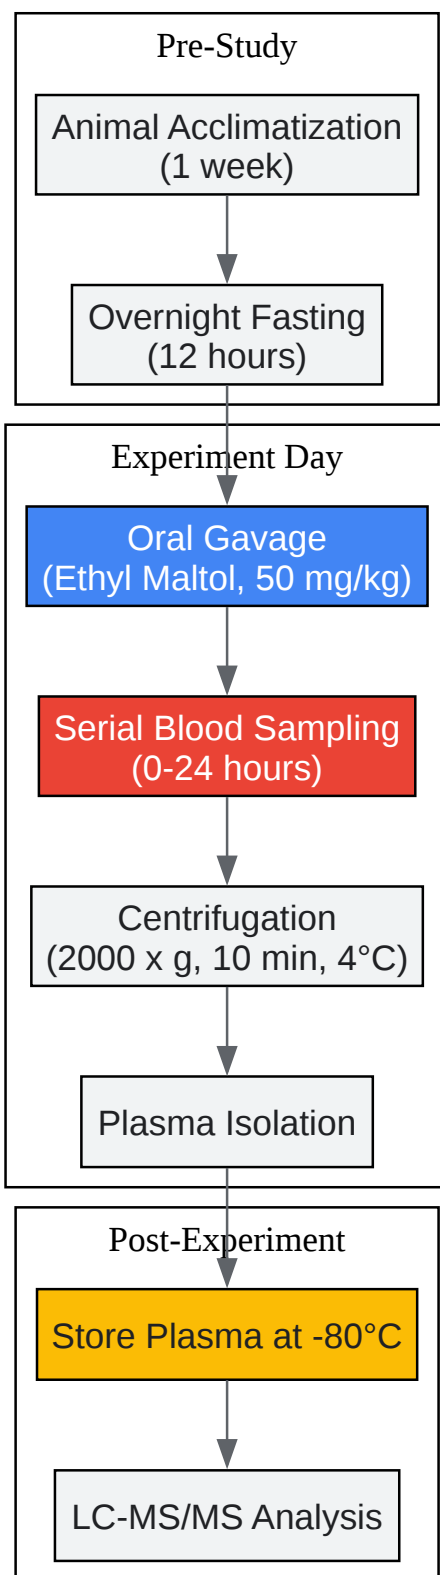 Pre-Study
Animal Acclimatization
(1 week)
Overnight Fasting
(12 hours)
Experiment Day
Oral Gavage
(Ethyl Maltol, 50 mg/kg)
Serial Blood Sampling
(0-24 hours)
Centrifugation
(2000 x g, 10 min, 4°C)
Plasma Isolation
Post-Experiment
Store Plasma at -80°C
LC-MS/MS Analysis